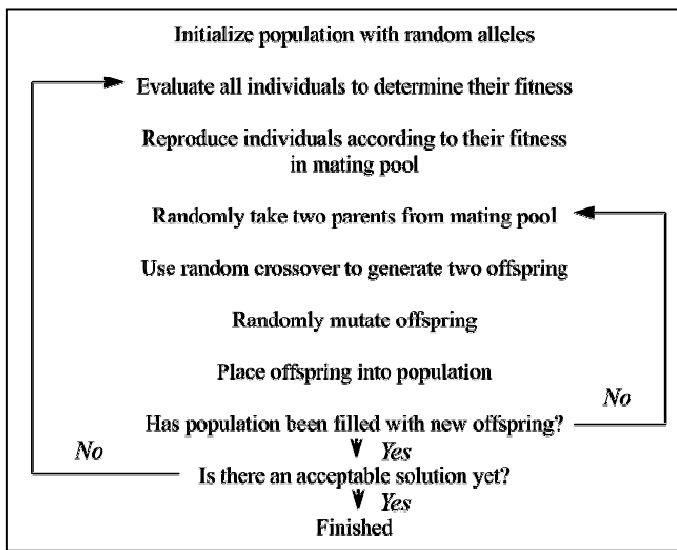 Initialize population with random alleles
Evaluate all individuals to determine their fitness
Reproduce individuals according to their fitness
in mating pool
Randomly take two parents from mating pool
Use random crossover to generate two offspring
Randomly mutate offspring
Place offspring into population
No
Has population been filled with new offspring?
No
Yes
Is there an acceptable solution yet?
Yes
Finished